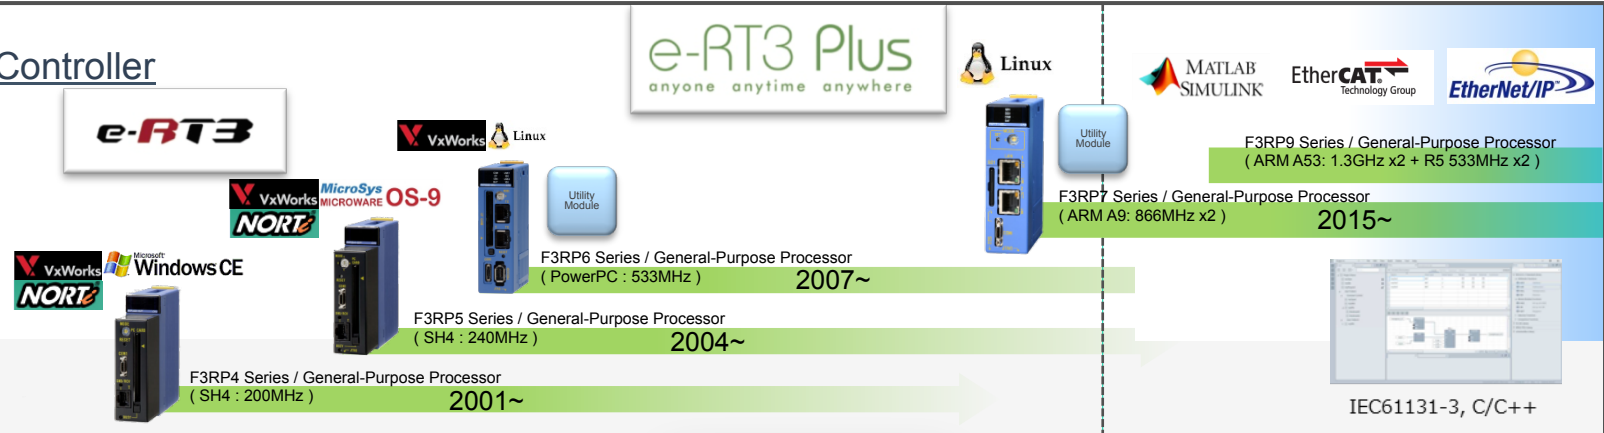 Controller
e-RT3
e-RT3 Plus
anyone anytime anywhere
Linux
MATLAB
SIMULINK
EtherCAT
Technology Group
EtherNet/IP
VxWorks
Linux
Utility
Module
Utility
Module
F3RP9 Series / General-Purpose Processor
( ARM A53: 1.3GHz x2 + R5 533MHz x2 )
VxWorks
MicroSys
MICROWARE OS-9
NORTi
F3RP7 Series / General-Purpose Processor
( ARM A9: 866MHz x2 )
2015~
VxWorks
Microsoft
Windows CE
NORTi
F3RP6 Series / General-Purpose Processor
( PowerPC : 533MHz )
2007~
F3RP5 Series / General-Purpose Processor
( SH4 : 240MHz )
2004~
F3RP4 Series / General-Purpose Processor
( SH4 : 200MHz )
2001~
IEC61131-3, C/C++